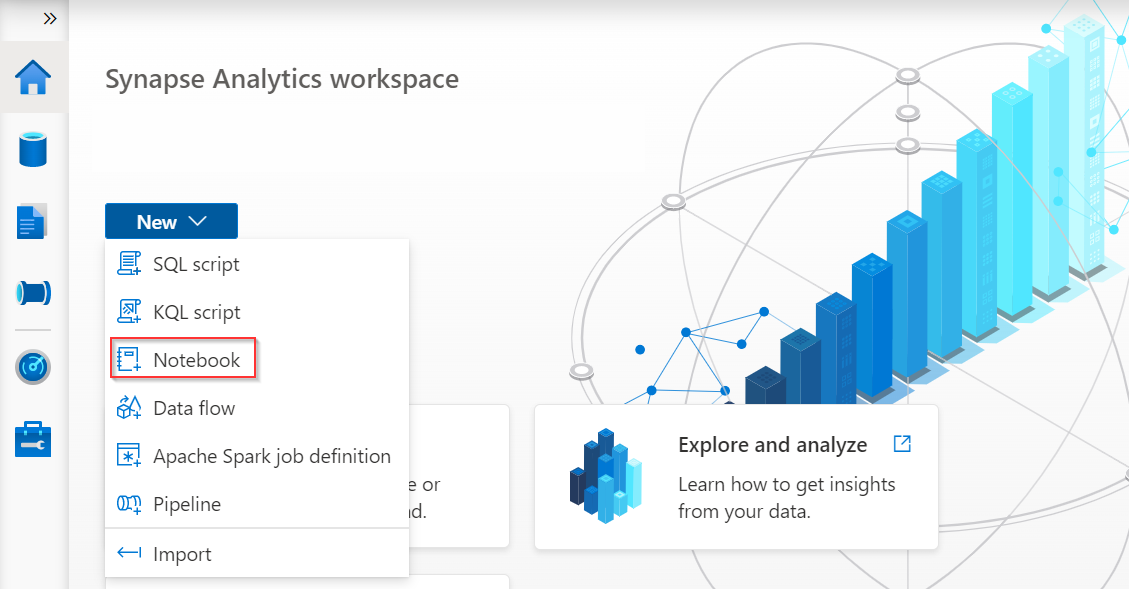 Synapse Analytics workspace
New
SQL script
KQL script
Notebook
Data flow
Apache Spark job definition
Pipeline
Import
e or
d.
Explore and analyze
Learn how to get insights
from your data.